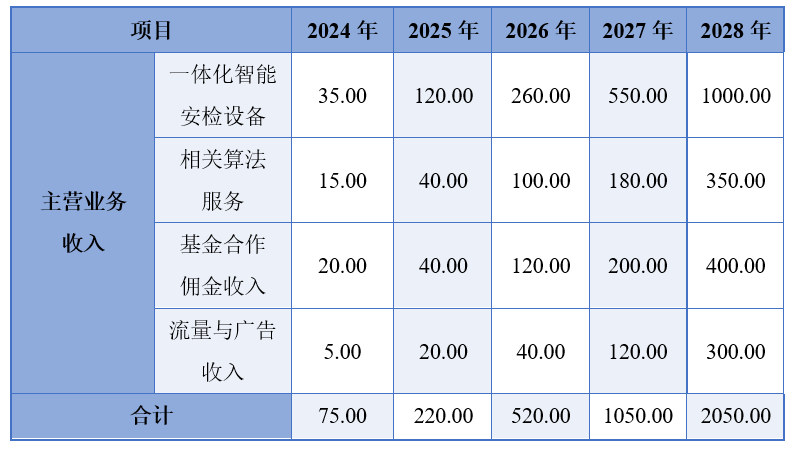 项目 2024 年 2025 年 2026 年 2027 年 2028 年
主营业务
收入
一体化智能
安检设备
35.00 120.00 260.00 550.00 1000.00
相关算法
服务
15.00 40.00 100.00 180.00 350.00
基金合作
佣金收入
20.00 40.00 120.00 200.00 400.00
流量与广告
收入
5.00 20.00 40.00 120.00 300.00
合计 75.00 220.00 520.00 1050.00 2050.00